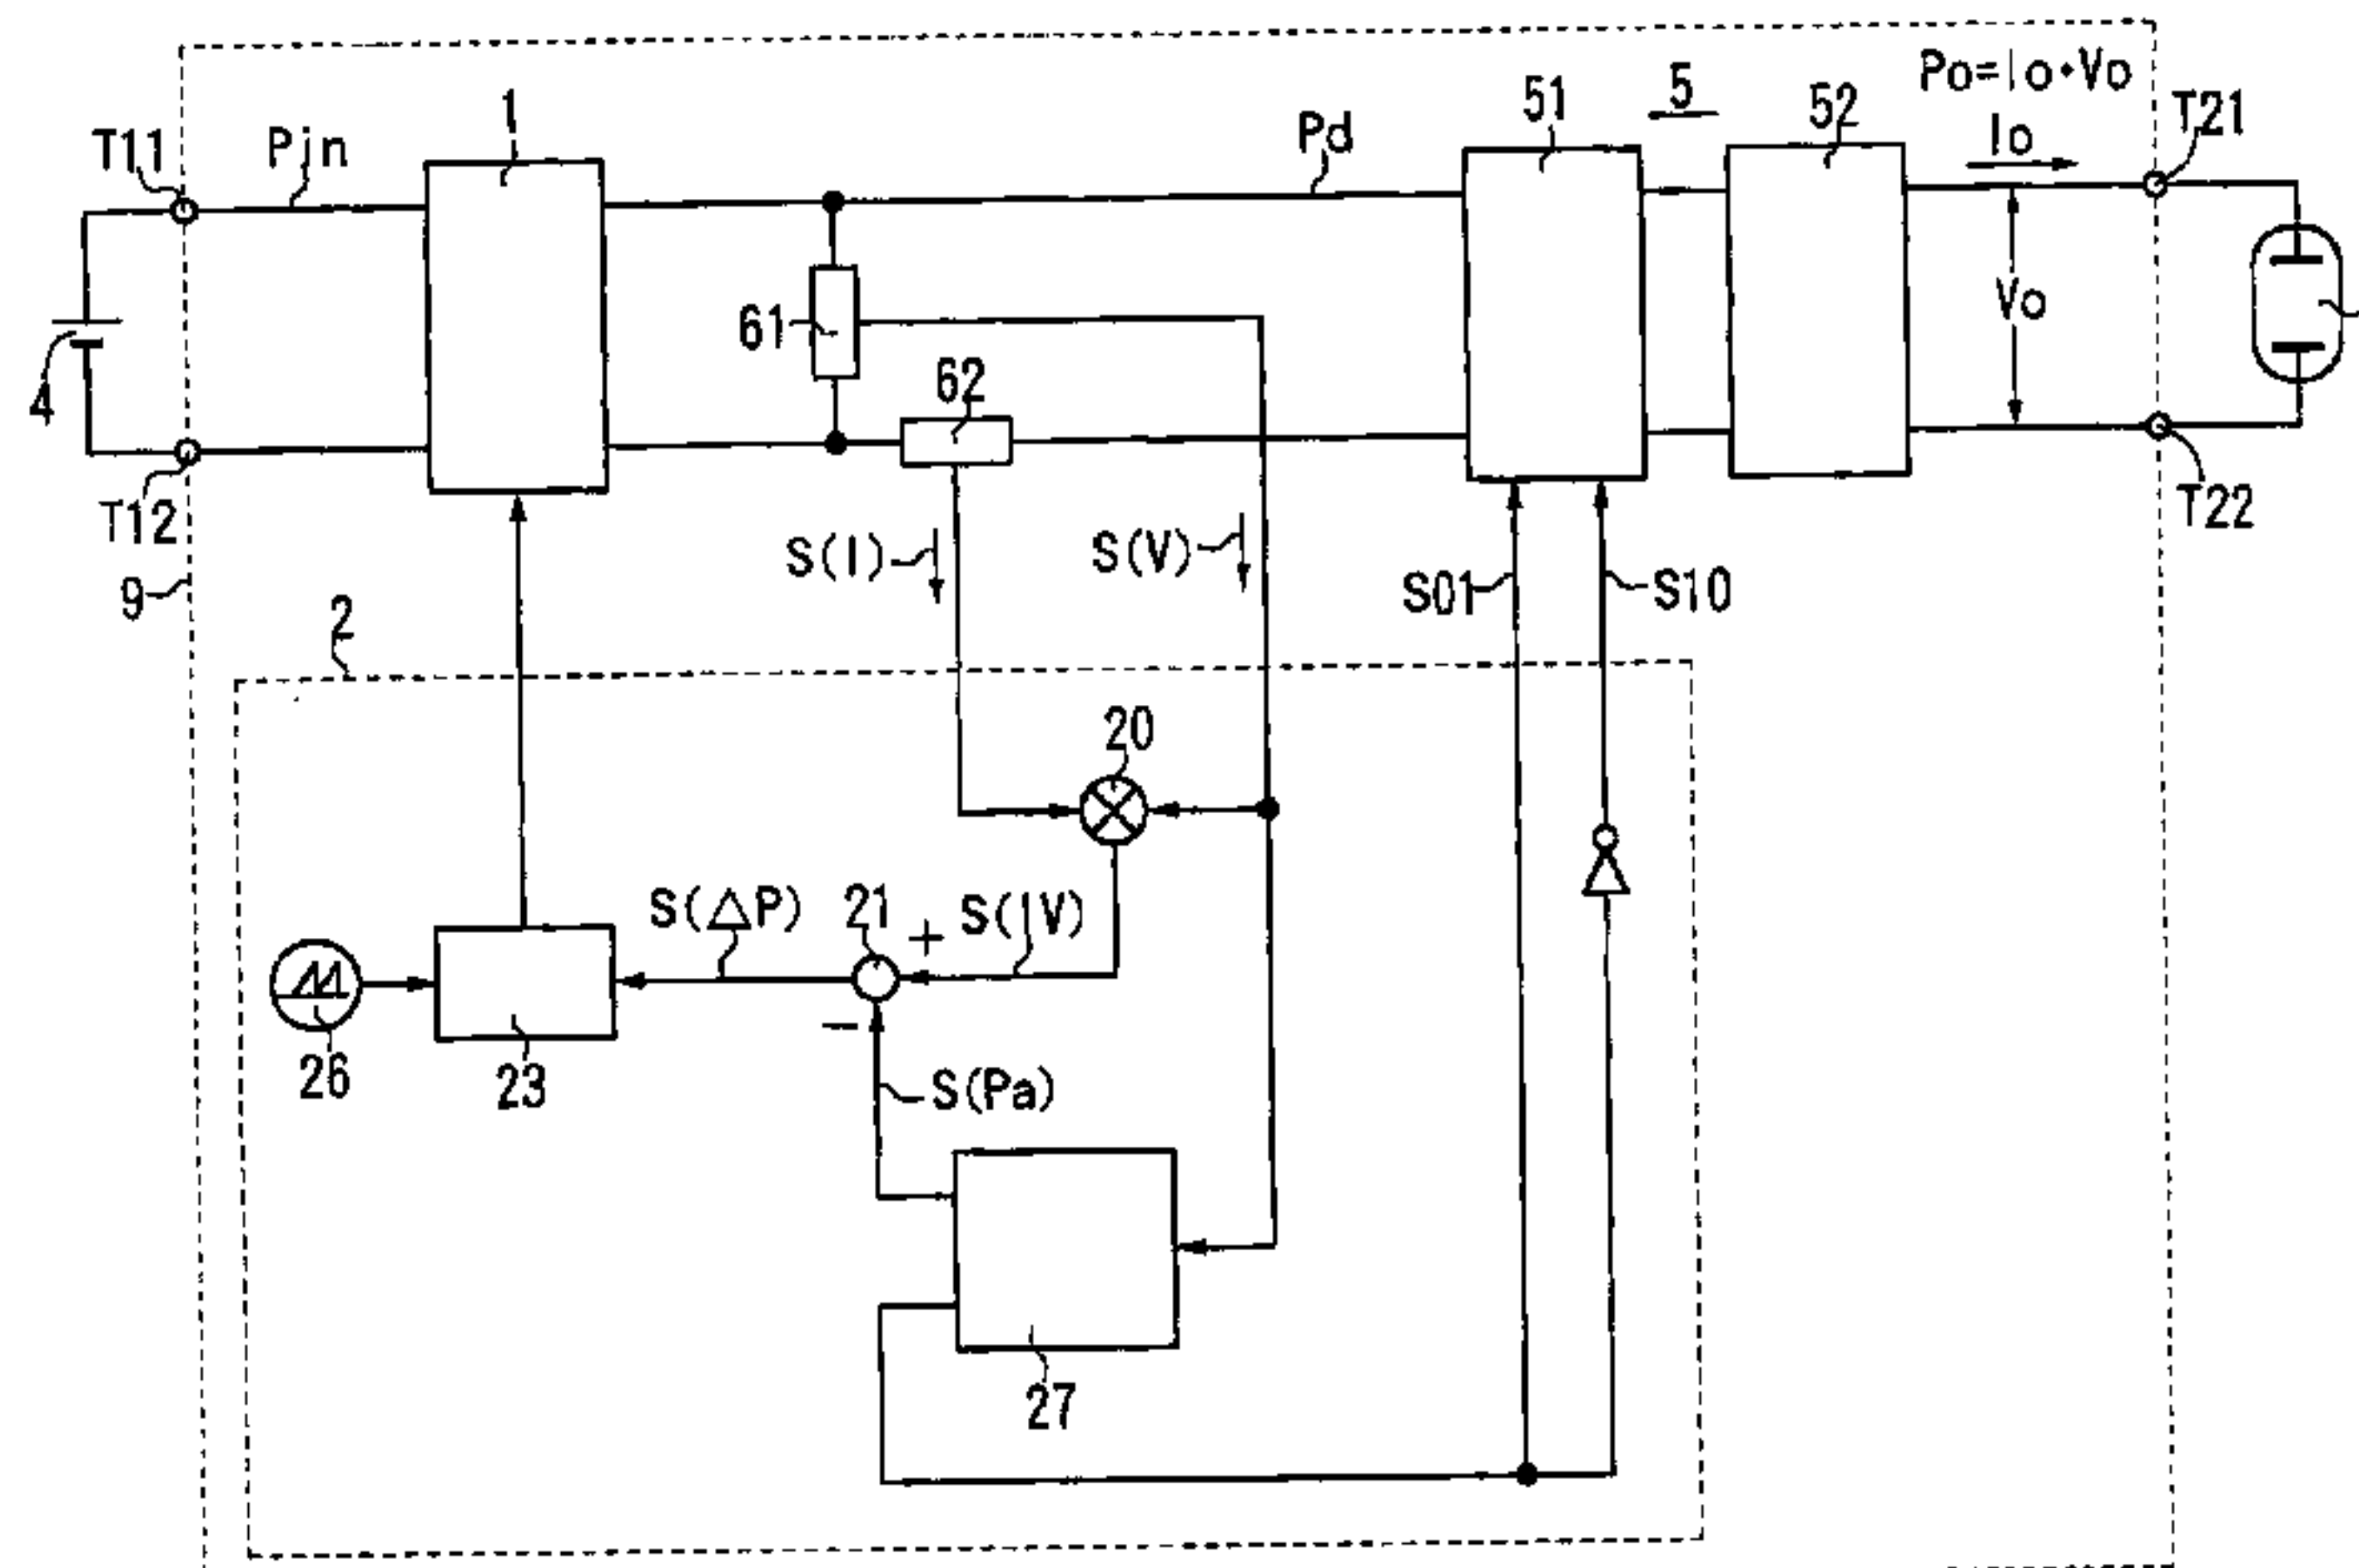 Po=Io·Vo
1
51
5
52
T21
T11
Pin
Pd
Io
61
Vo
62
4
T12
T22
S(I)
S(V)
S01
S10
9
2
20
S(△P)
21
+
S(IV)
−
26
23
S(Pa)
27